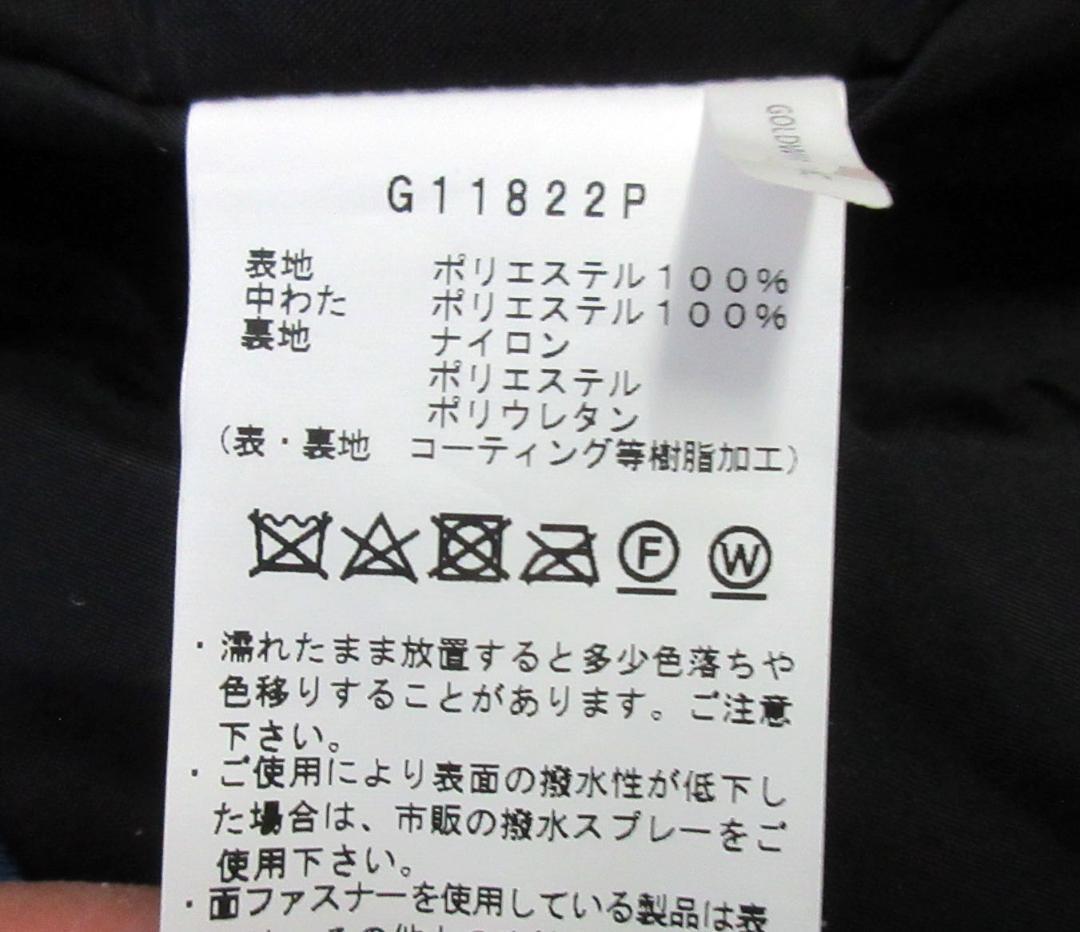 G11822P
表地 ポリエステル100%
中わた ポリエステル100%
裏地 ナイロン
ポリエステル
ポリウレタン
(表・裏地 コーティング等樹脂加工)
F W
・濡れたまま放置すると多少色落ちや
色移りすることがあります。ご注意
下さい。
・ご使用により表面の撥水性が低下し
た場合は、市販の撥水スプレーをご
使用下さい。
・面ファスナーを使用している製品は表